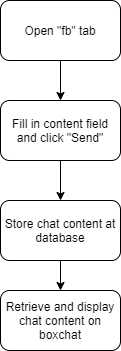 Open "fb" tab
Fill in content field
and click "Send"
Store chat content at
database
Retrieve and display
chat content on
boxchat